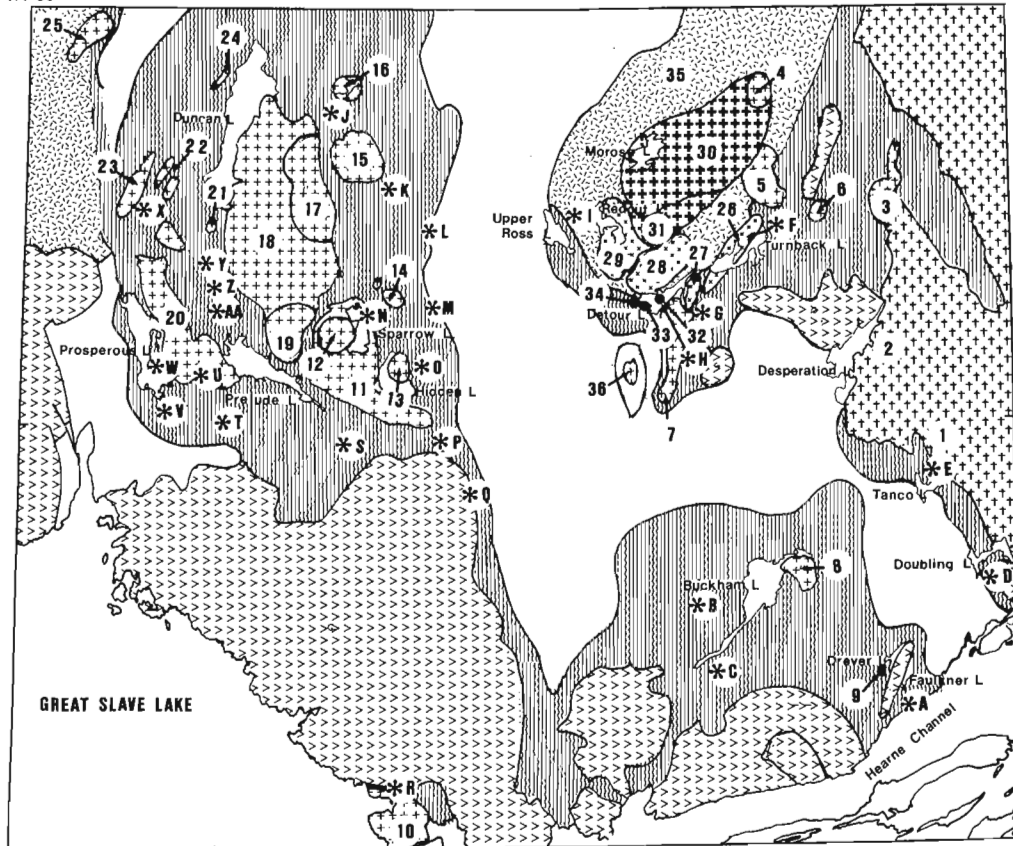 25
24
16
4
35
J
Duncan L
Morose L
30
22
23
15
5
6
X
21
K
3
17
Upper
Ross L
I
Redout L
31
26
F
18
L
27
Turnback L
Y
29
28
Z
14
34
AA
M
G
N
Detour L
2
20
Sparrow L
33
32
Prosperous L
19
12
H
W
O
U
11
13
Desperation L
36
Prelude L
Hidden L
V
T
7
S
P
1
E
Q
Tanco L
8
Doubling L
D
Buckham L
B
Drever L
C
Faulkner L
GREAT SLAVE LAKE
9
A
Hearne Channel
R
10